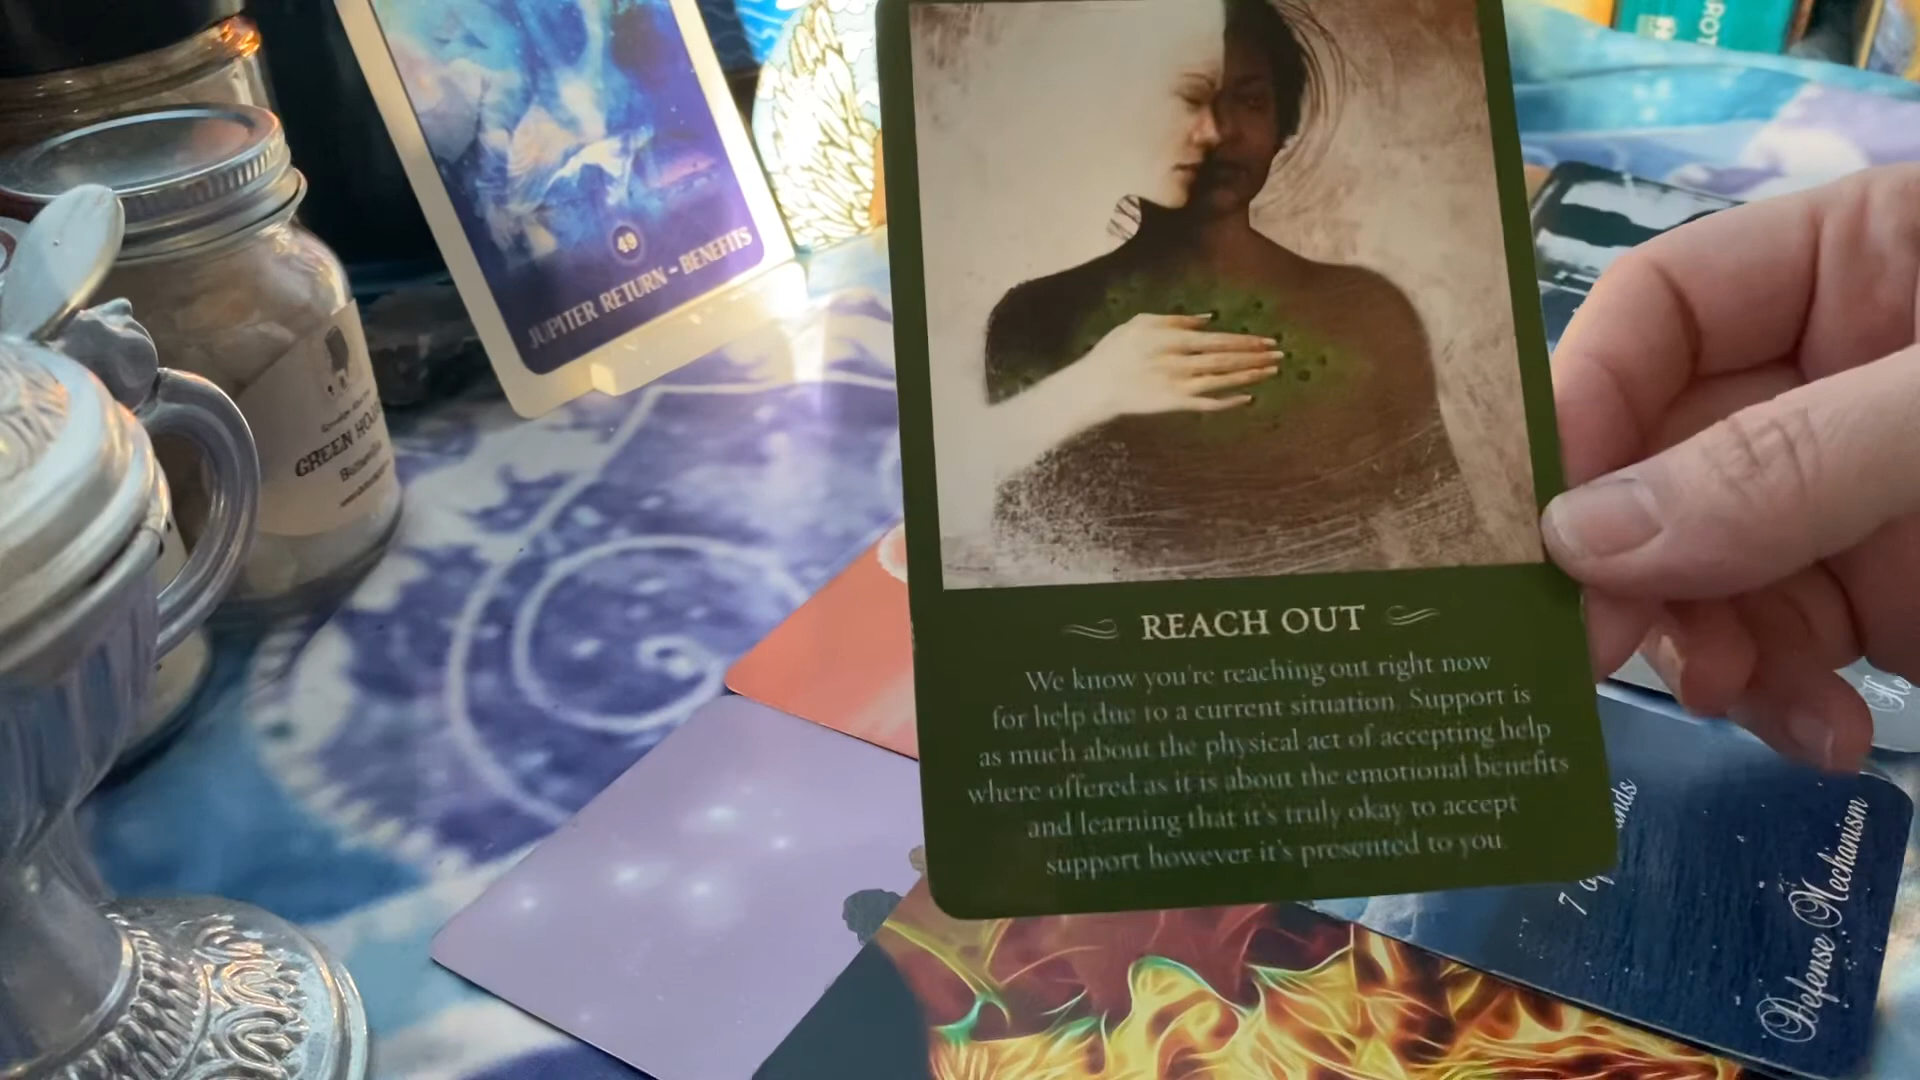 49
JUPITER RETURN - BENEFITS
GREEN
REACH OUT
We know you're reaching out right now
for help due to a current situation. Support is
as much about the physical act of accepting help
where offered as it is about the emotional benefits
and learning that it's truly okay to accept
support however it's presented to you.
7
Defense Mechanism